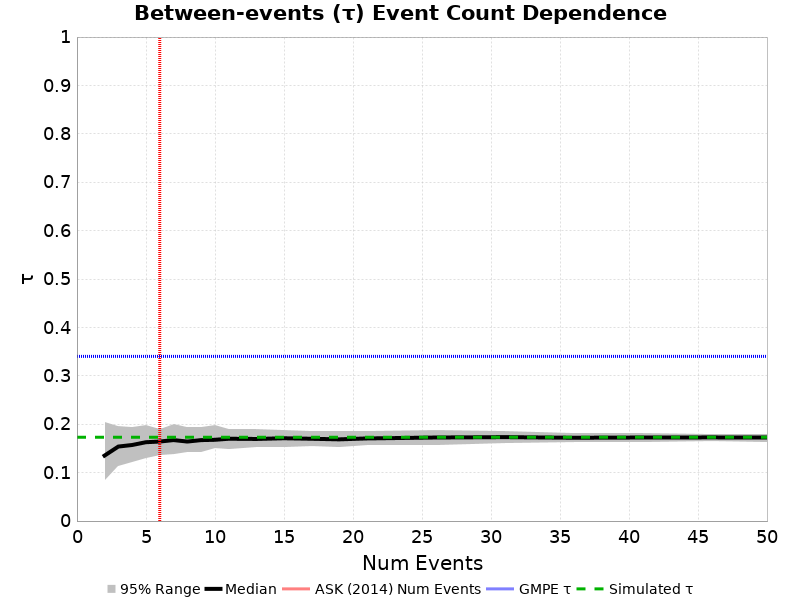 Between-events (τ) Event Count Dependence
1
0.9
0.8
0.7
0.6
0.5
0.4
0.3
0.2
0.1
0
τ
0 5 10 15 20 25 30 35 40 45 50
Num Events
95% Range Median ASK (2014) Num Events GMPE τ Simulated τ